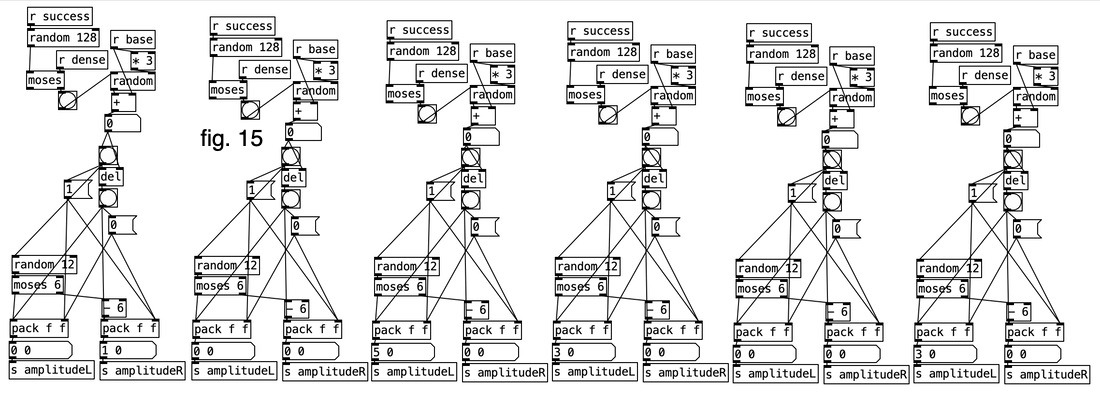 r success
random 128
r base
r dense
* 3
moses
random
+
0
del
1
0
random 12
moses 6
- 6
pack f f
pack f f
0 0
1 0
s amplitudeL
s amplitudeR
fig. 15
r success
random 128
r base
r dense
* 3
moses
random
+
0
del
1
0
random 12
moses 6
- 6
pack f f
pack f f
0 0
0 0
s amplitudeL
s amplitudeR
r success
random 128
r base
r dense
* 3
moses
random
+
0
del
1
0
random 12
moses 6
- 6
pack f f
pack f f
5 0
0 0
s amplitudeL
s amplitudeR
r success
random 128
r base
r dense
* 3
moses
random
+
0
del
1
0
random 12
moses 6
- 6
pack f f
pack f f
3 0
0 0
s amplitudeL
s amplitudeR
r success
random 128
r base
r dense
* 3
moses
random
+
0
del
1
0
random 12
moses 6
- 6
pack f f
pack f f
0 0
0 0
s amplitudeL
s amplitudeR
r success
random 128
r base
r dense
* 3
moses
random
+
0
del
1
0
random 12
moses 6
- 6
pack f f
pack f f
3 0
0 0
s amplitudeL
s amplitudeR